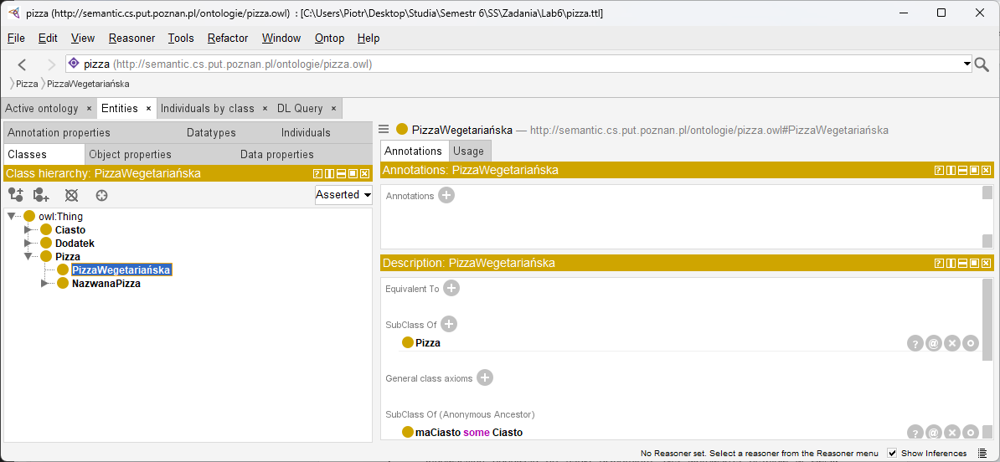 pizza (http://semantic.cs.put.poznan.pl/ontologie/pizza.owl) : [C:\Users\Piotr\Desktop\Studia\Semestr 6\SS\Zadania\Lab6\pizza.ttl]
File Edit View Reasoner Tools Refactor Window Ontop Help
pizza (http://semantic.cs.put.poznan.pl/ontologie/pizza.owl)
Pizza PizzaWegetariańska
Active ontology × Entities × Individuals by class × DL Query ×
Annotation properties Datatypes Individuals
Classes Object properties Data properties
Class hierarchy: PizzaWegetariańska
Asserted
owl:Thing
Ciasto
Dodatek
Pizza
PizzaWegetariańska
NazwanaPizza
PizzaWegetariańska — http://semantic.cs.put.poznan.pl/ontologie/pizza.owl#PizzaWegetariańska
Annotations Usage
Annotations: PizzaWegetariańska
Annotations
Description: PizzaWegetariańska
Equivalent To
SubClass Of
Pizza
General class axioms
SubClass Of (Anonymous Ancestor)
maCiasto some Ciasto
No Reasoner set. Select a reasoner from the Reasoner menu Show Inferences